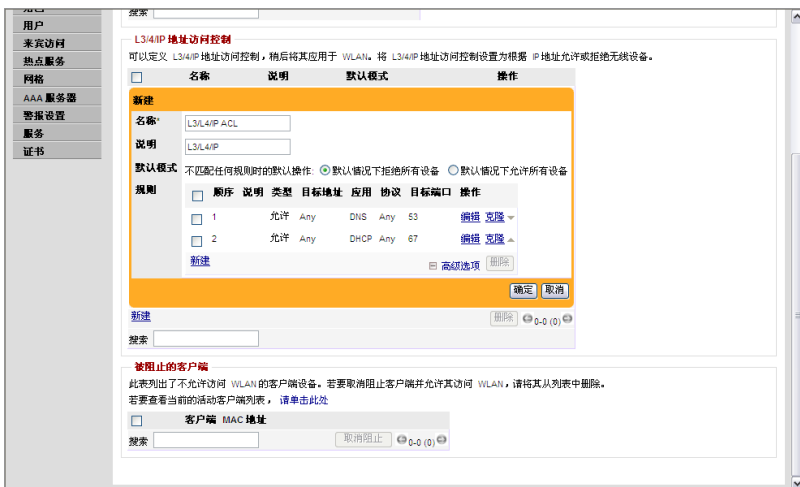 搜索
用户
来宾访问
热点服务
网格
AAA 服务器
警报设置
服务
证书
L3/4/IP 地址访问控制
可以定义 L3/4/IP地址访问控制，稍后将其应用于 WLAN。将 L3/4/IP地址访问控制设置为根据 IP地址允许或拒绝无线设备。
名称 说明 默认模式 操作
新建
名称* L3/L4/IP ACL
说明 L3/L4/IP
默认模式 不匹配任何规则时的默认操作: 默认情况下拒绝所有设备 默认情况下允许所有设备
规则 顺序 说明 类型 目标地址 应用 协议 目标端口 操作
1 允许 Any DNS Any 53 编辑 克隆
2 允许 Any DHCP Any 67 编辑 克隆
新建 高级选项 删除
确定 取消
新建 删除 0-0 (0)
搜索
被阻止的客户端
此表列出了不允许访问 WLAN 的客户端设备。若要取消阻止客户端并允许其访问 WLAN，请将其从列表中删除。
若要查看当前的活动客户端列表， 请单击此处
客户端 MAC 地址
搜索 取消阻止 0-0 (0)